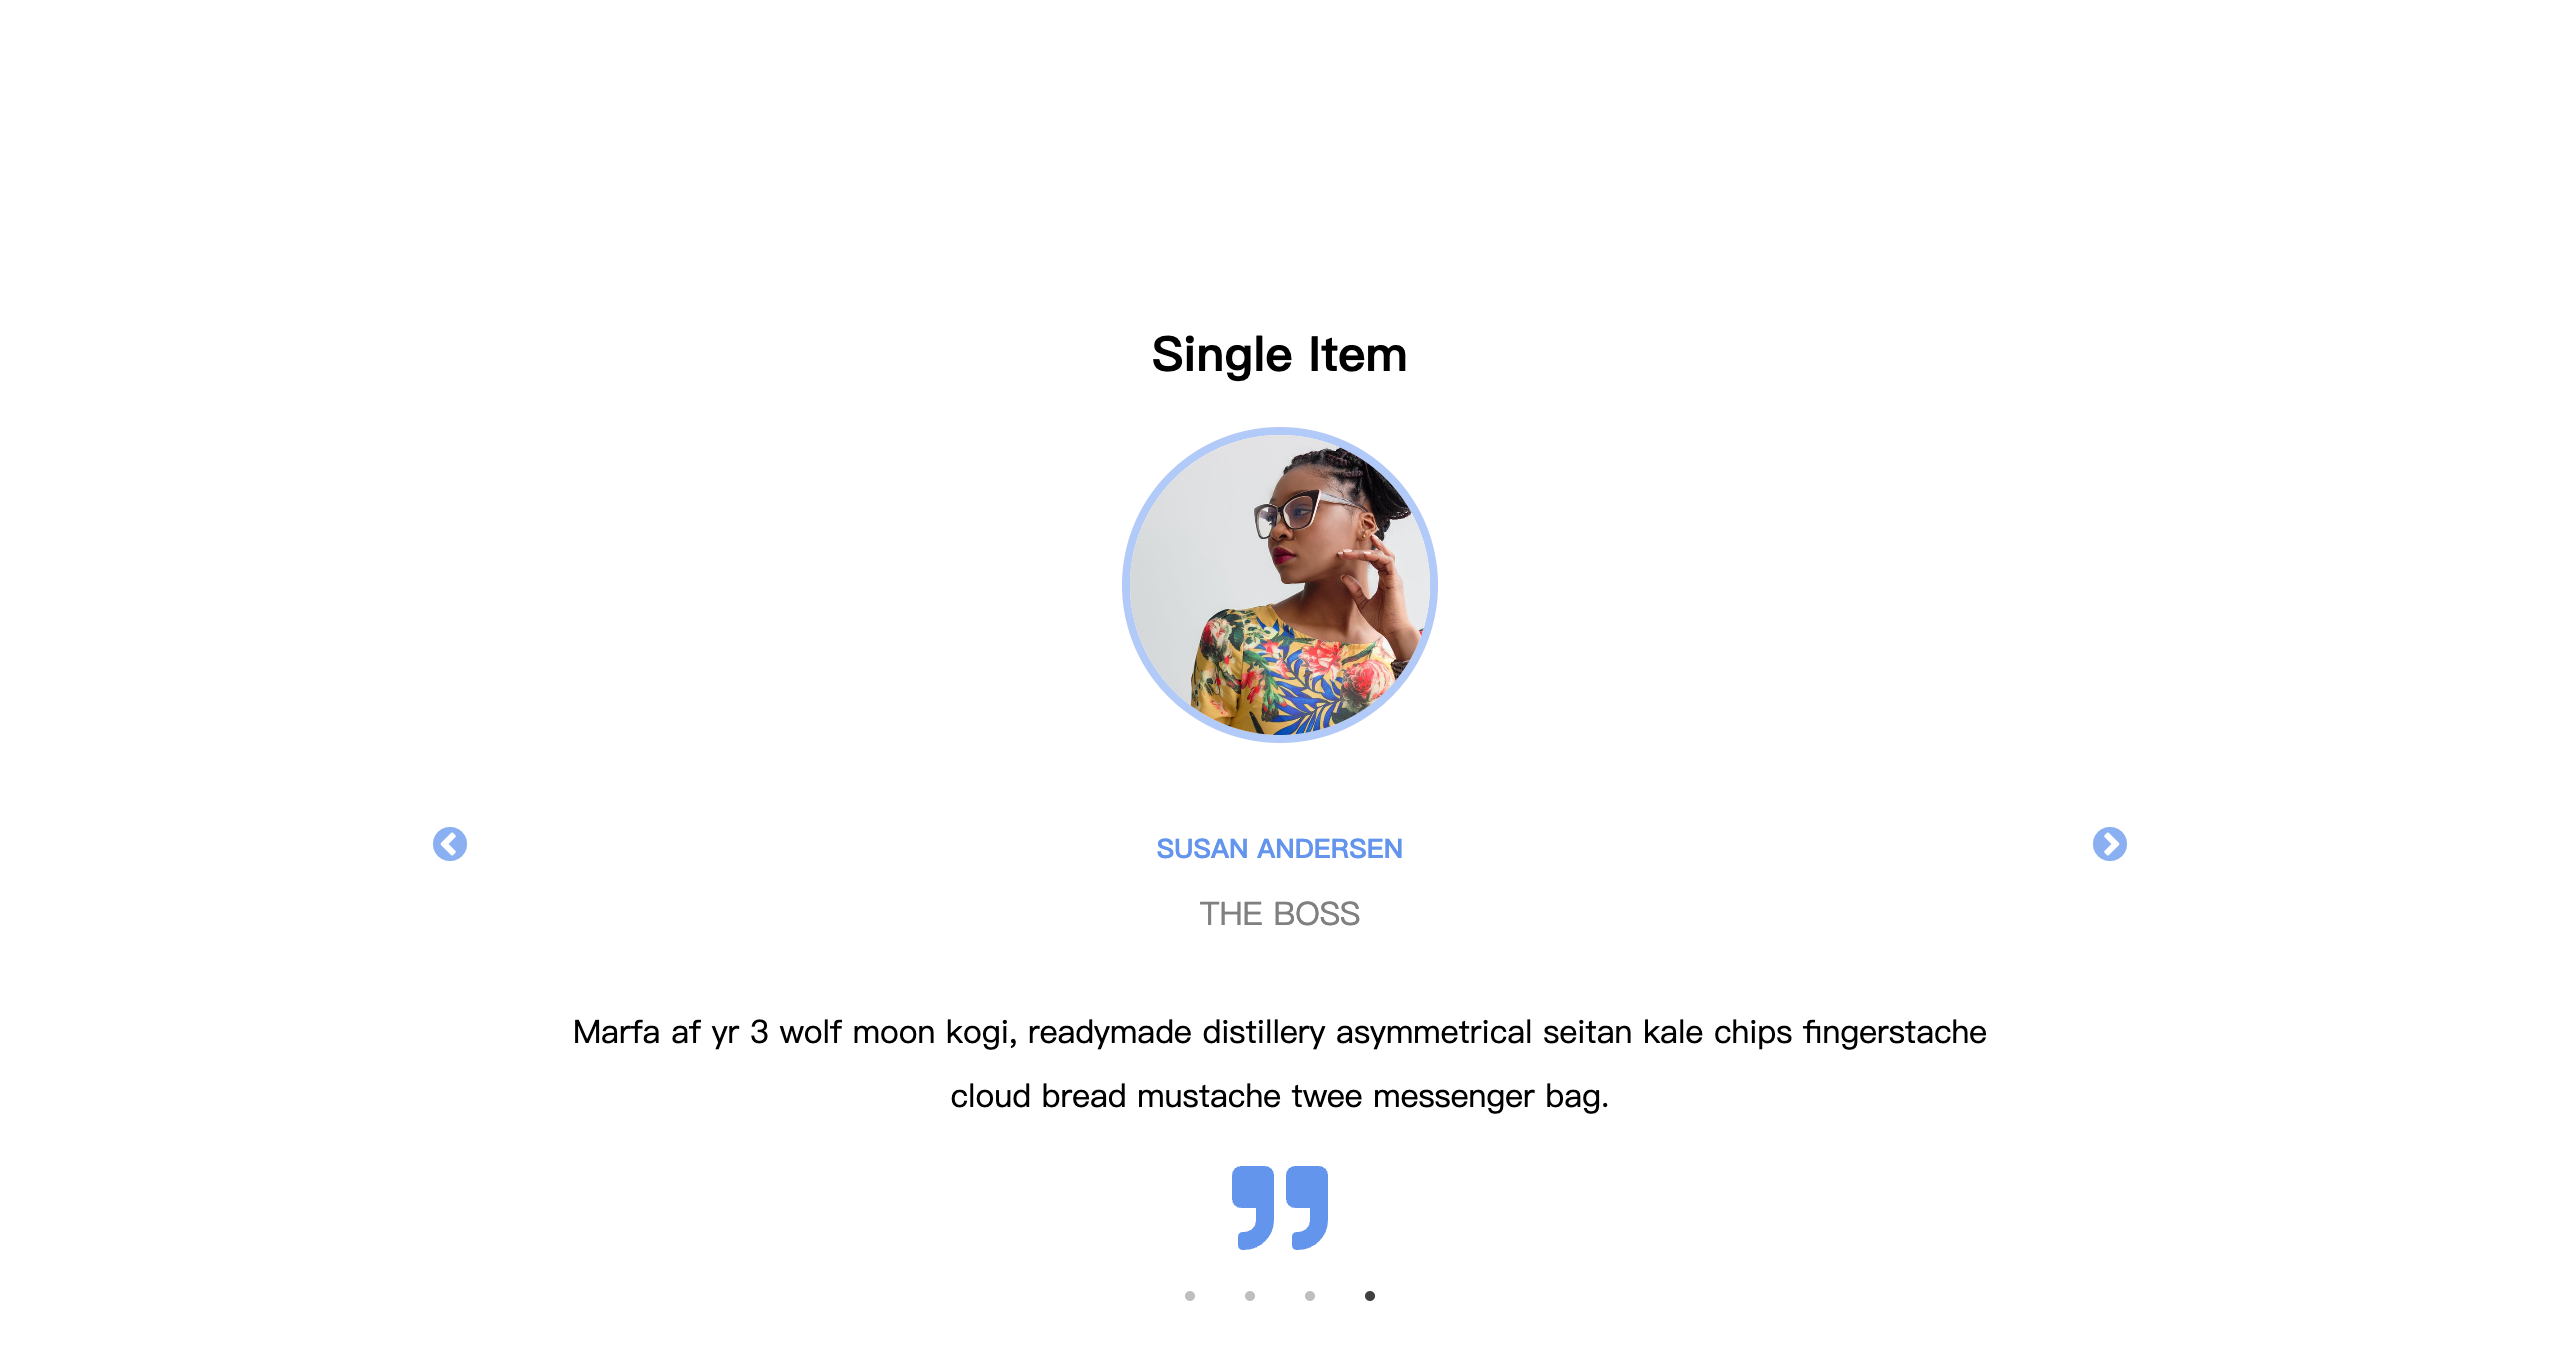 Single Item
SUSAN ANDERSEN
THE BOSS
Marfa af yr 3 wolf moon kogi, readymade distillery asymmetrical seitan kale chips fingerstache
cloud bread mustache twee messenger bag.